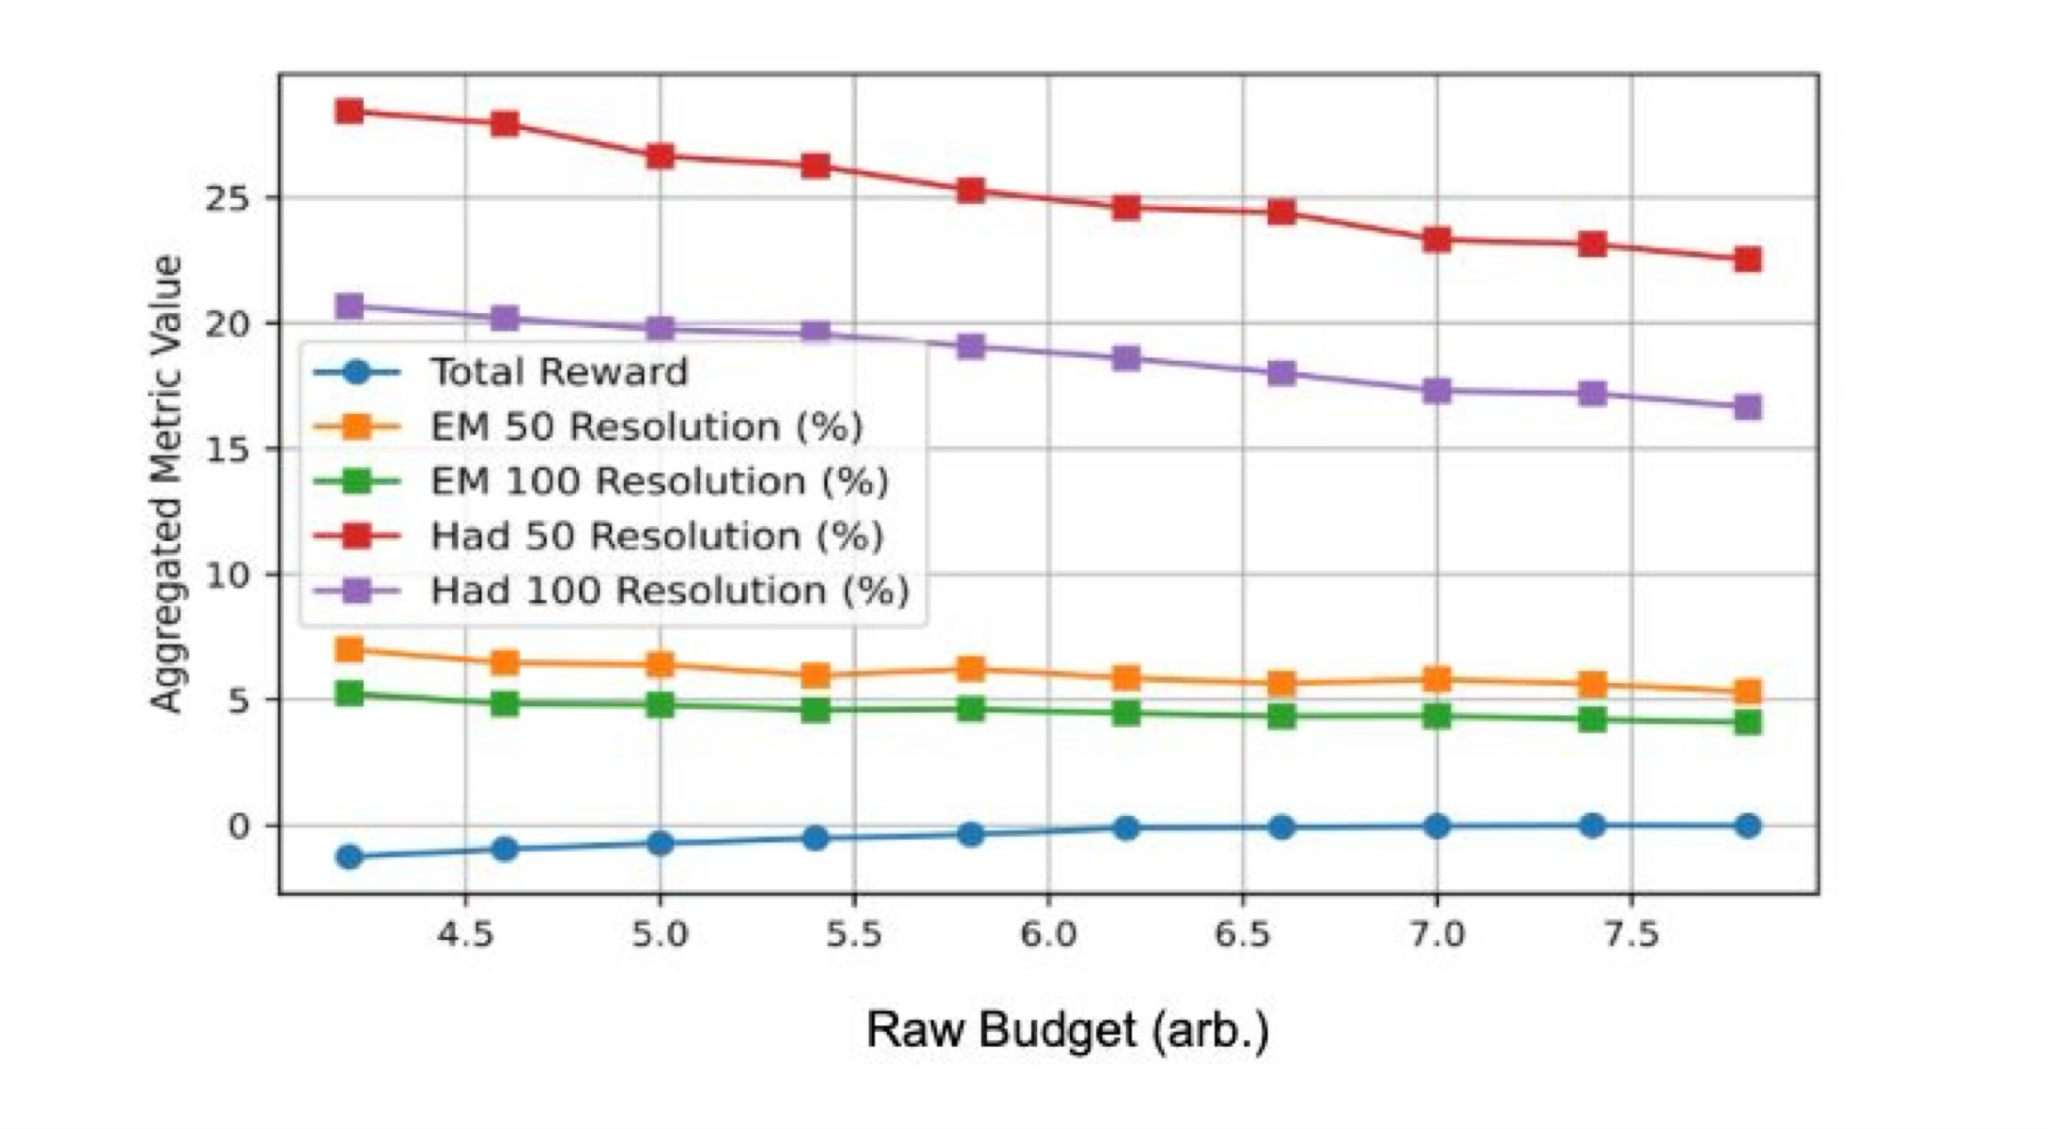 Aggregated Metric Value
25
20
15
10
5
0
Total Reward
EM 50 Resolution (%)
EM 100 Resolution (%)
Had 50 Resolution (%)
Had 100 Resolution (%)
4.5 5.0 5.5 6.0 6.5 7.0 7.5
Raw Budget (arb.)